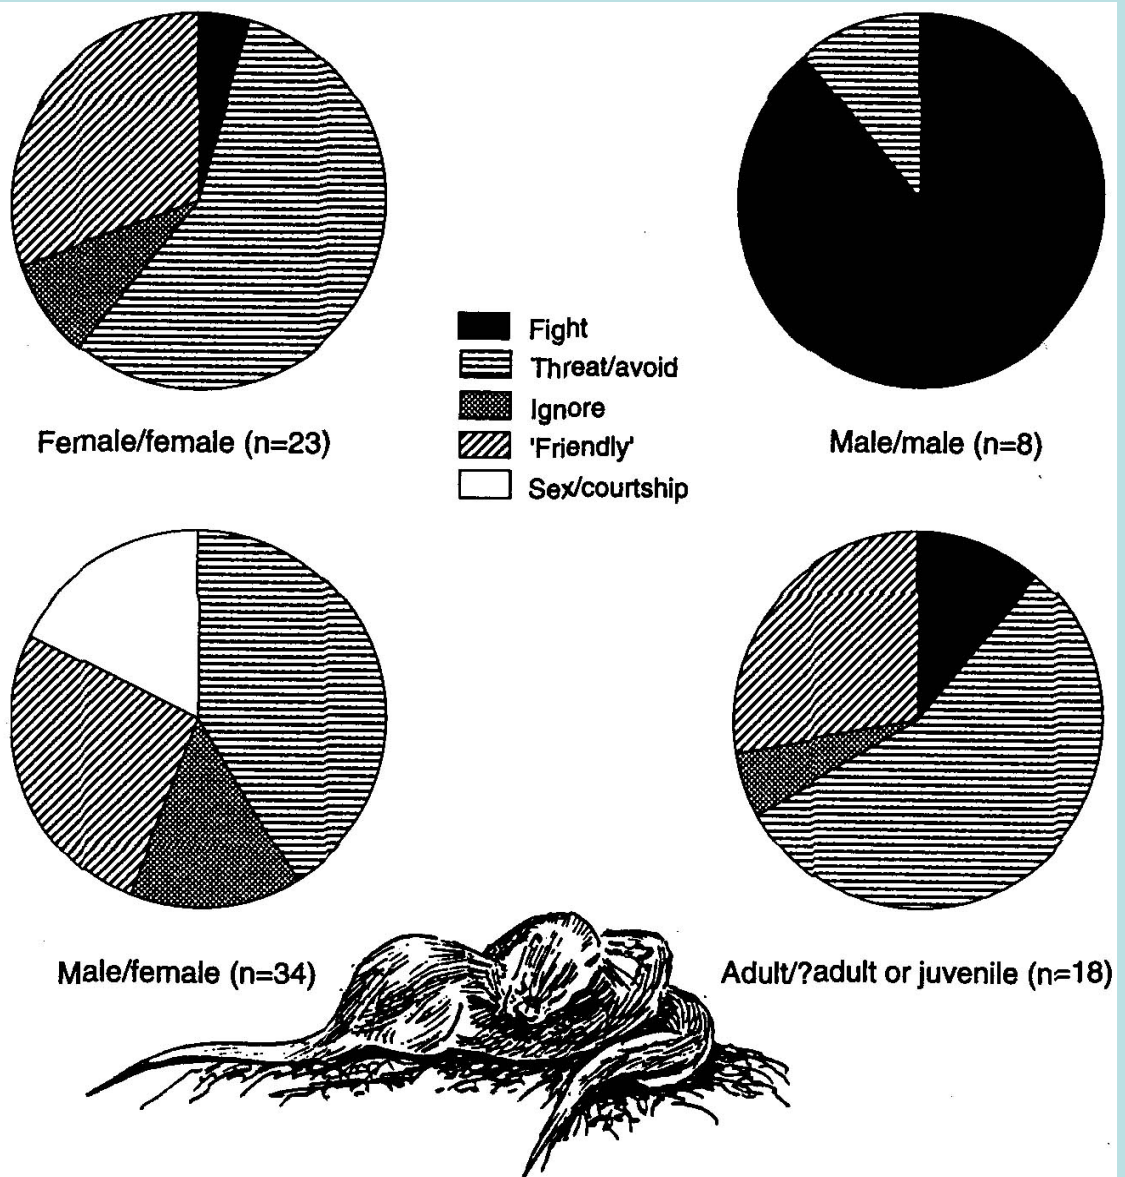 Fight
Threat/avoid
Ignore
'Friendly'
Sex/courtship
Female/female (n=23)
Male/male (n=8)
Male/female (n=34)
Adult/?adult or juvenile (n=18)